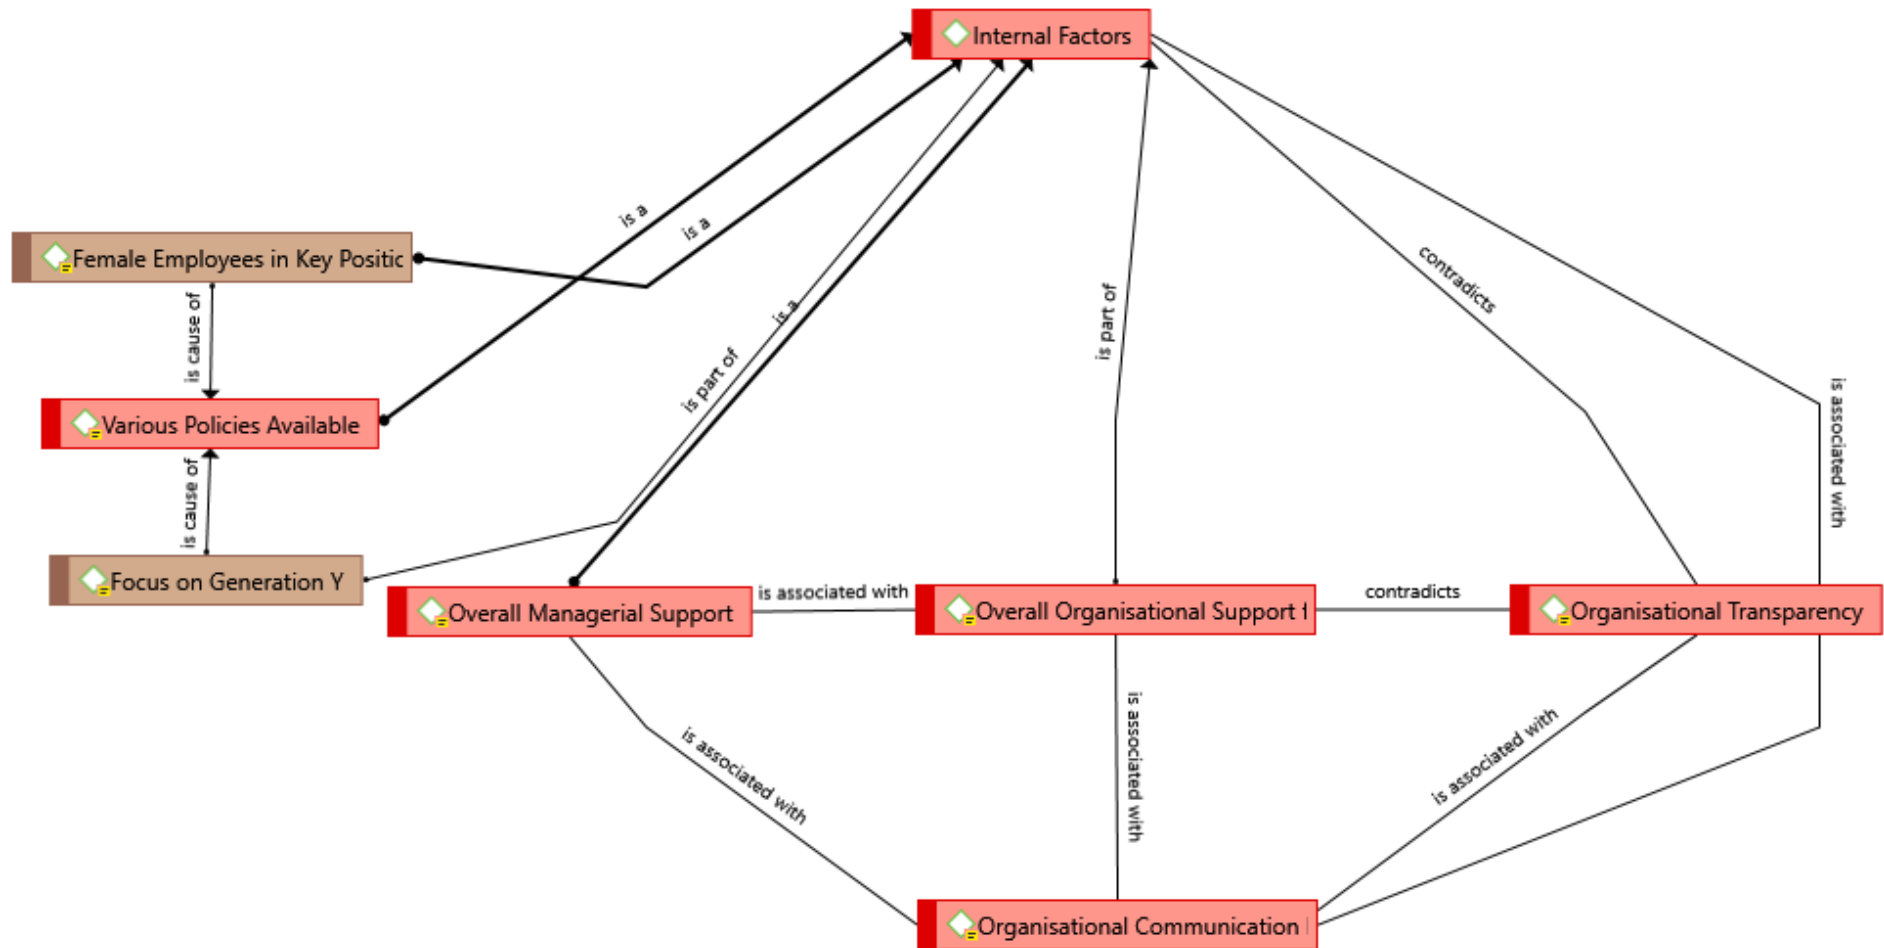 Internal Factors
is a
is a
Female Employees in Key Positic
contradicts
is a
is part of
is cause of
is part of
is associated with
Various Policies Available
is cause of
Focus on Generation Y
Overall Managerial Support
is associated with
Overall Organisational Support f
contradicts
Organisational Transparency
is associated with
is associated with
is associated with
Organisational Communication